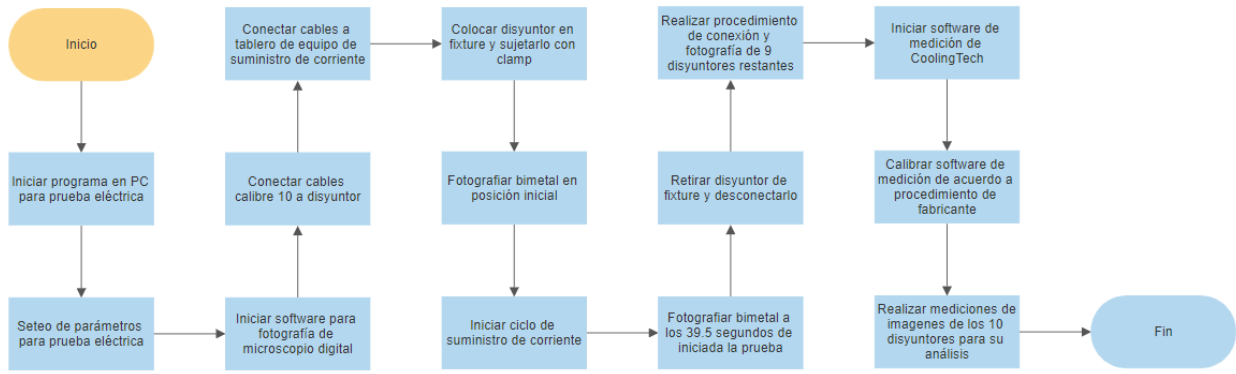 Inicio
Iniciar programa en PC
para prueba eléctrica
Seteo de parámetros
para prueba eléctrica
Iniciar software para
fotografía de
microscopio digital
Conectar cables
calibre 10 a disyuntor
Conectar cables a
tablero de equipo de
suministro de corriente
Colocar disyuntor en
fixture y sujetarlo con
clamp
Fotografiar bimetal en
posición inicial
Iniciar ciclo de
suministro de corriente
Fotografiar bimetal a
los 39.5 segundos de
iniciada la prueba
Retirar disyuntor de
fixture y desconectarlo
Realizar procedimiento
de conexión y
fotografía de 9
disyuntores restantes
Iniciar software de
medición de
CoolingTech
Calibrar software de
medición de acuerdo a
procedimiento de
fabricante
Realizar mediciones de
imagenes de los 10
disyuntores para su
análisis
Fin